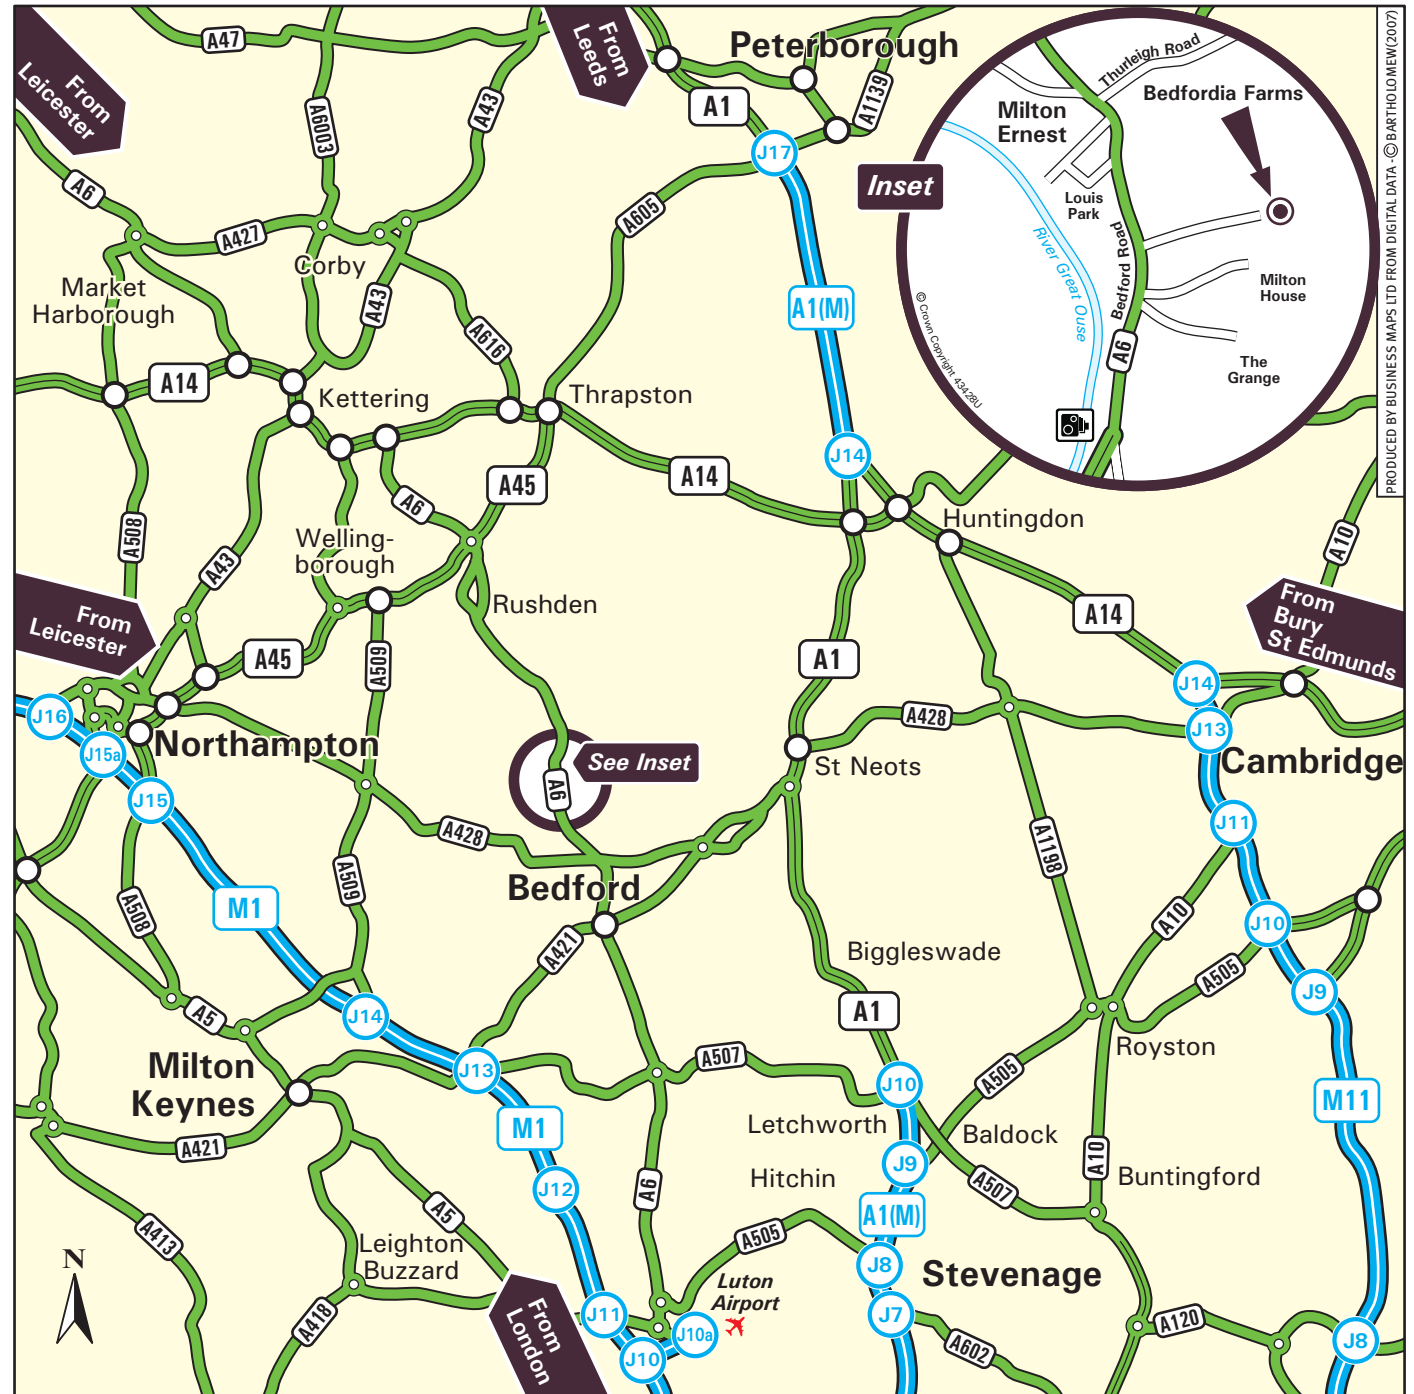 A47
From
Leeds
Peterborough
From
Leicester
A6003
A43
A1
A1139
J17
A6
A427
Corby
A605
Market
Harborough
A43
A1(M)
A616
A14
Kettering
Thrapston
J14
A14
A45
A6
Huntingdon
A508
A43
Welling-
borough
Rushden
A10
From
Leicester
A45
A509
A1
A14
From
Bury
St Edmunds
J14
J16
J15a
Northampton
A428
J13
See Inset
St Neots
Cambridge
A6
J15
J11
A428
A1198
A509
Bedford
M1
A508
A421
Biggleswade
A10
J10
A505
J9
A5
J14
A1
Royston
Milton
Keynes
J13
A507
J10
A505
M11
M1
Letchworth
Baldock
A421
J9
A10
Hitchin
Buntingford
J12
A6
A507
A5
A1(M)
A413
Leighton
Buzzard
A505
J8
Stevenage
Luton
Airport
N
A418
From
London
J11
J10a
J10
J7
A602
A120
J8
Inset
Thurleigh Road
Milton
Ernest
Bedfordia Farms
Louis
Park
River Great Ouse
Bedford Road
Milton
House
A6
The
Grange
© Crown Copyright 43428U
PRODUCED BY BUSINESS MAPS LTD FROM DIGITAL DATA - © BARTHOLOMEW(2007)